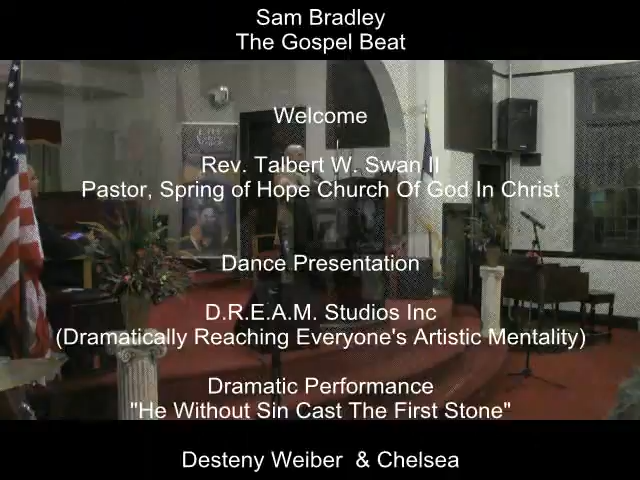 Sam Bradley
The Gospel Beat
Welcome
Rev. Talbert W. Swan II
Pastor, Spring of Hope Church Of God In Christ
Dance Presentation
D.R.E.A.M. Studios Inc
(Dramatically Reaching Everyone's Artistic Mentality)
Dramatic Performance
"He Without Sin Cast The First Stone"
Desteny Weiber & Chelsea